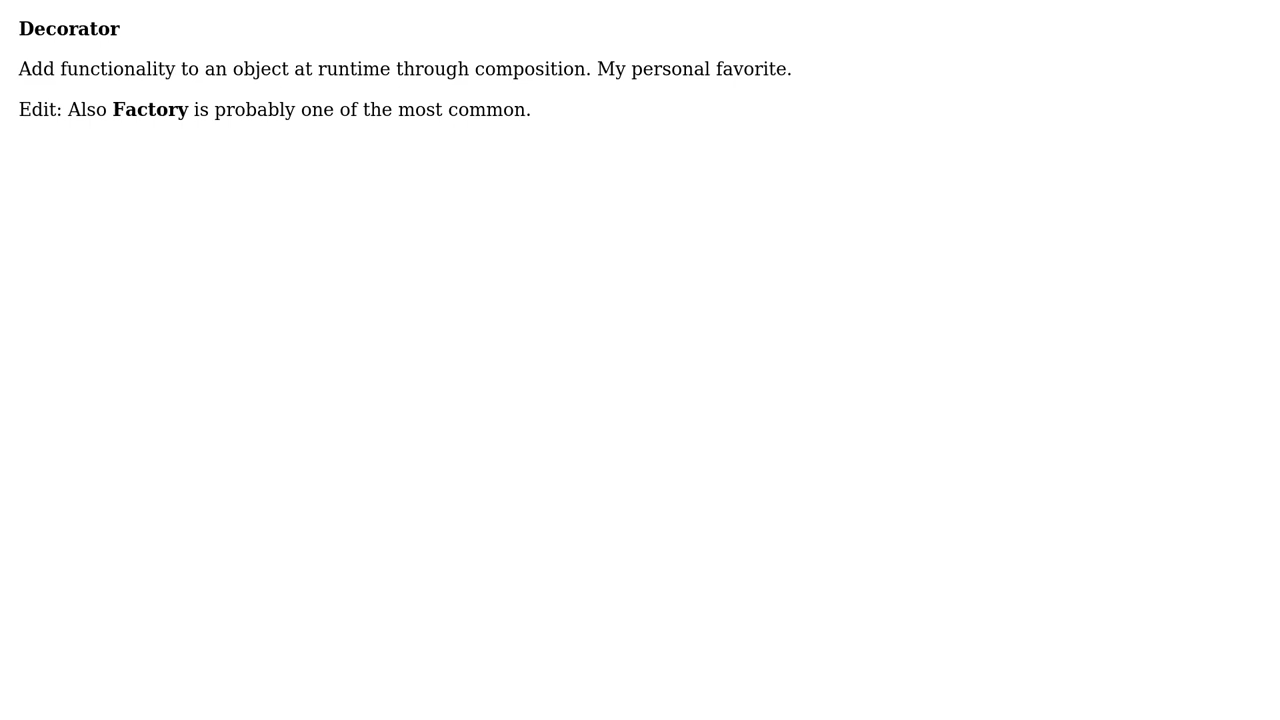 Decorator
Add functionality to an object at runtime through composition. My personal favorite.
Edit: Also Factory is probably one of the most common.